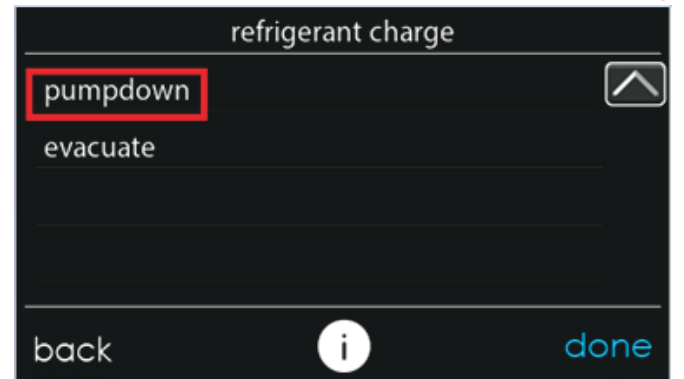 refrigerant charge
pumpdown
evacuate
back
i
done